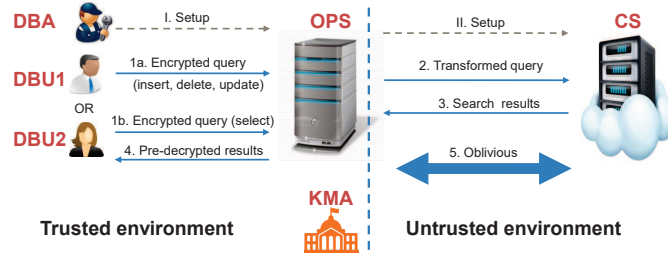 DBA
I. Setup
OPS
II. Setup
CS
DBU1
1a. Encrypted query
(insert, delete, update)
2. Transformed query
OR
3. Search results
DBU2
1b. Encrypted query (select)
4. Pre-decrypted results
5. Oblivious
KMA
Trusted environment
Untrusted environment